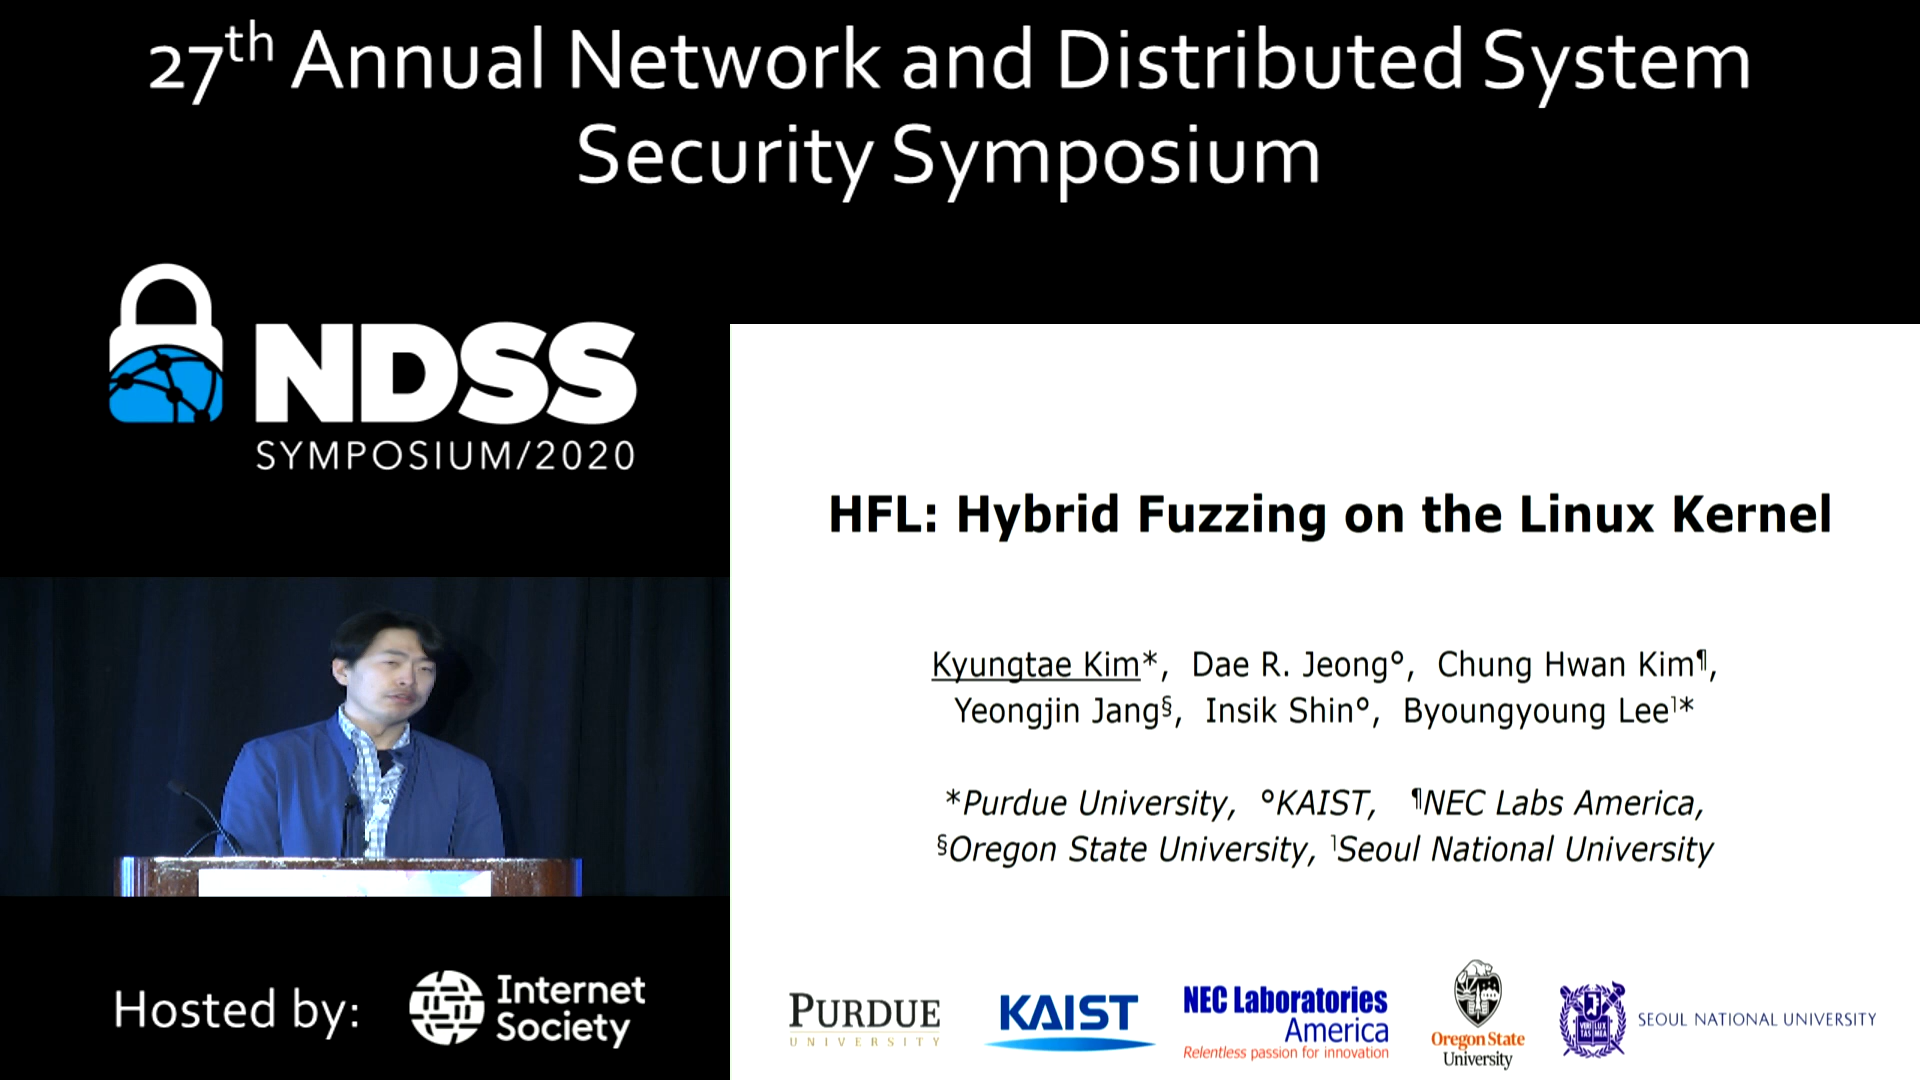 27th Annual Network and Distributed System
Security Symposium
NDSS
SYMPOSIUM/2020
HFL: Hybrid Fuzzing on the Linux Kernel
Kyungtae Kim*, Dae R. Jeong°, Chung Hwan Kim¶,
Yeongjin Jang§, Insik Shin°, Byoungyoung Lee˥*
*Purdue University, °KAIST, ¶NEC Labs America,
§Oregon State University, ˥Seoul National University
Hosted by:
Internet
Society
PURDUE
UNIVERSITY
KAIST
NEC Laboratories
America
Relentless passion for innovation
Oregon State
University
SEOUL NATIONAL UNIVERSITY